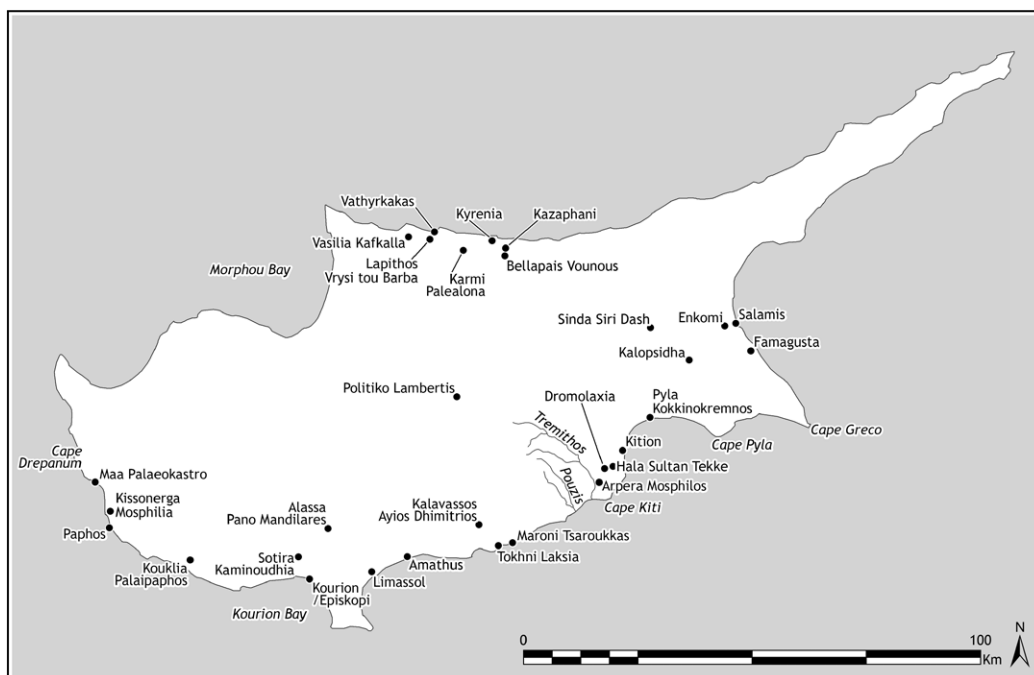 Vathyrkakas
Kyrenia
Kazaphani
Vasilia Kafkalla
Lapithos
Vrysi tou Barba
Karmi
Palealona
Bellapais Vounous
Morphou Bay
Sinda Siri Dash
Enkomi
Salamis
Famagusta
Kalopsidha
Politiko Lambertis
Dromolaxia
Pyla
Kokkinokremnos
Cape Greco
Cape Pyla
Tremithos
Kition
Hala Sultan Tekke
Pouzis
Arpera Mosphilos
Cape Kiti
Cape
Drepanum
Maa Palaeokastro
Kissonerga
Mosphilia
Paphos
Alassa
Pano Mandilares
Kalavassos
Ayios Dhimitrios
Maroni Tsaroukkas
Tokhni Laksia
Kouklia
Palaipaphos
Sotira
Kaminoudhia
Amathus
Limassol
Kourion
/Episkopi
Kourion Bay
0
100
Km
N